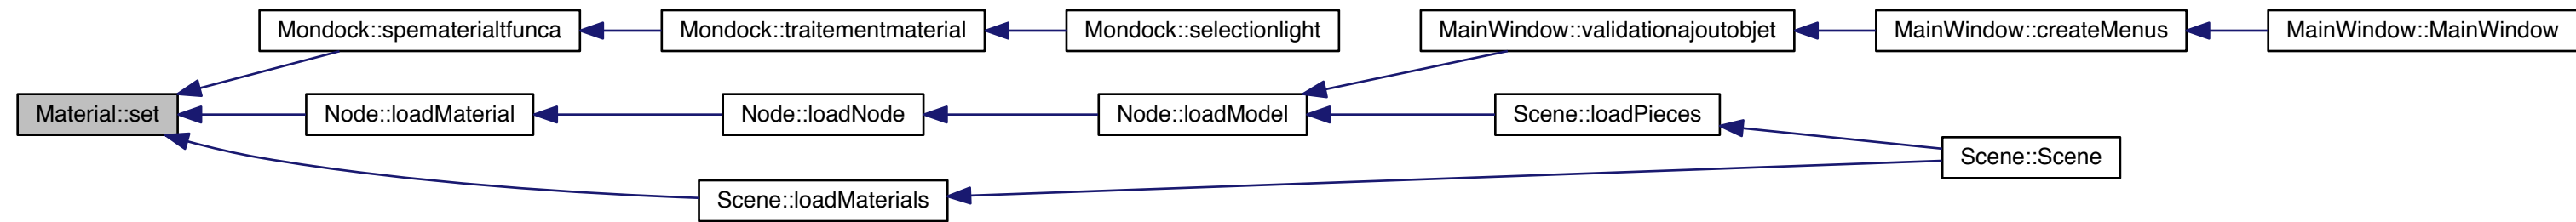 Mondock::spematerialtfunca
Mondock::traitementmaterial
Mondock::selectionlight
MainWindow::validationajoutobjet
MainWindow::createMenus
MainWindow::MainWindow
Material::set
Node::loadMaterial
Node::loadNode
Node::loadModel
Scene::loadPieces
Scene::Scene
Scene::loadMaterials